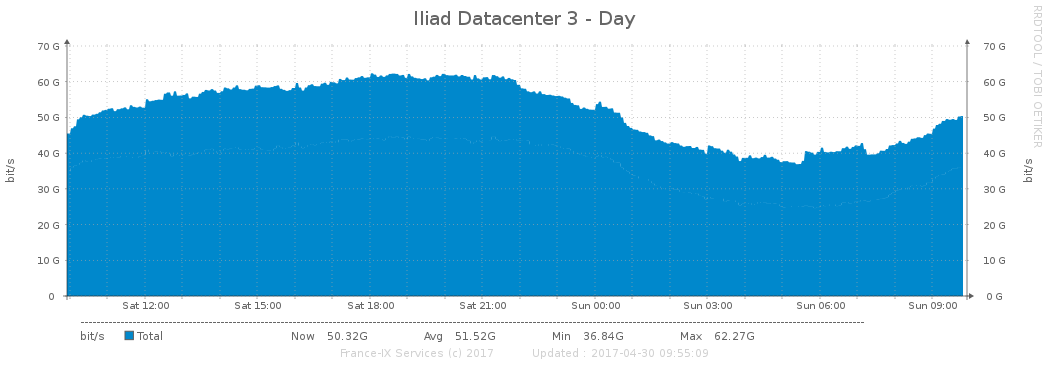 Iliad Datacenter 3 - Day
RRDTOOL / TOBI OETIKER
70 G 70 G
60 G 60 G
50 G 50 G
40 G 40 G
30 G 30 G
20 G 20 G
10 G 10 G
0 0 G
bit/s bit/s
Sat 12:00 Sat 15:00 Sat 18:00 Sat 21:00 Sun 00:00 Sun 03:00 Sun 06:00 Sun 09:00
bit/s Total Now 50.32G Avg 51.52G Min 36.84G Max 62.27G
France-IX Services (c) 2017 Updated : 2017-04-30 09:55:09